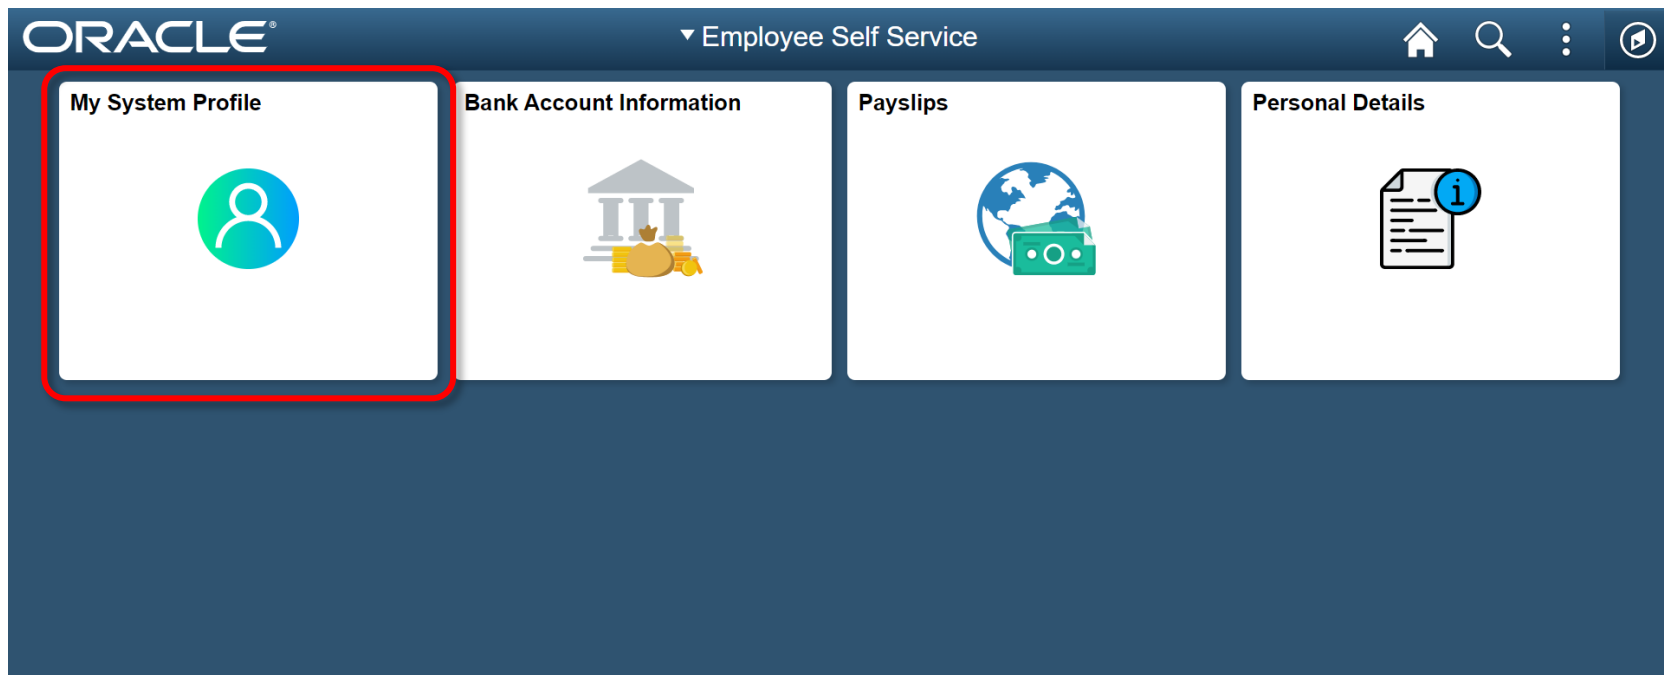 ORACLE®
Employee Self Service
My System Profile
Bank Account Information
Payslips
Personal Details